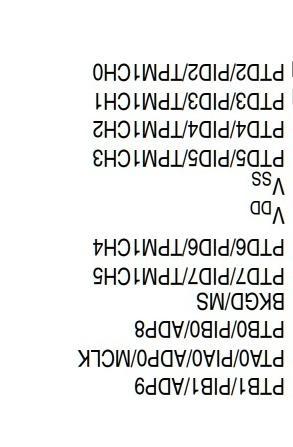 PTB1/PIB1/ADP9
PTA0/PIA0/ADP0/MCLK
PTB0/PIB0/ADP8
BKGD/MS
PTD7/PID7/TPM1CH5
PTD6/PID6/TPM1CH4
VDD
VSS
PTD5/PID5/TPM1CH3
PTD4/PID4/TPM1CH2
PTD3/PID3/TPM1CH1
PTD2/PID2/TPM1CH0